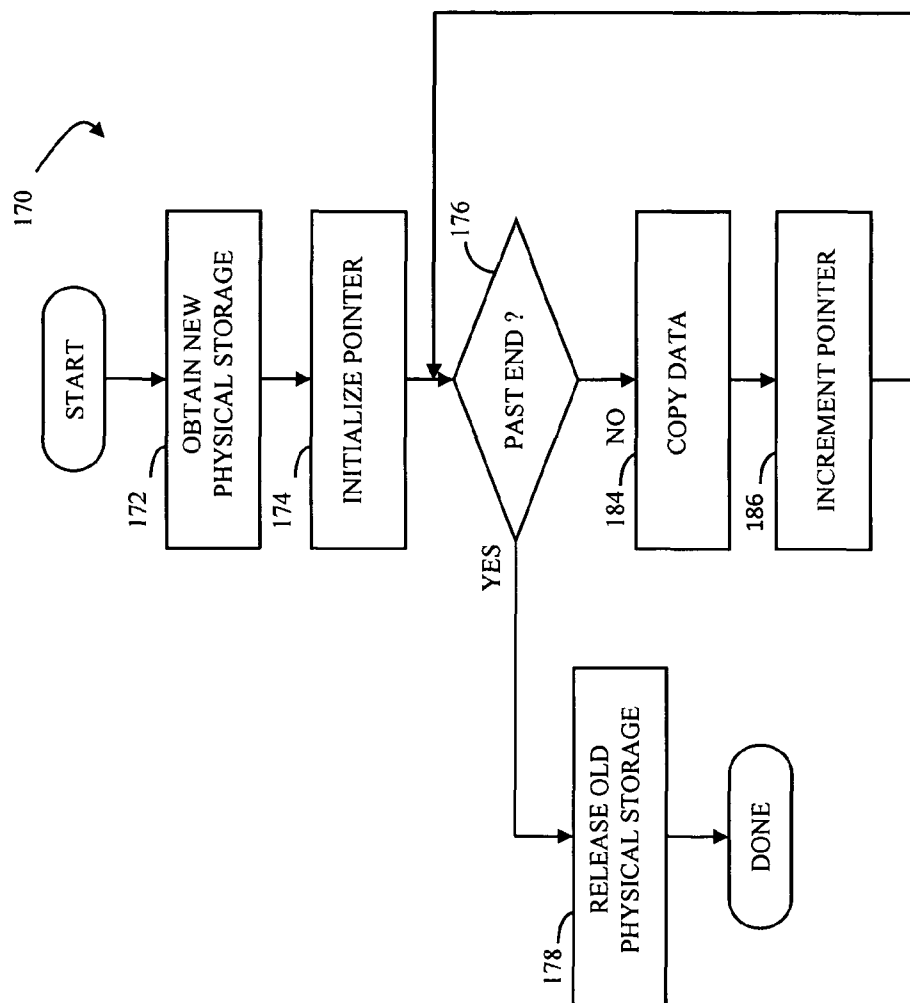 170
START
172
OBTAIN NEW
PHYSICAL STORAGE
174
INITIALIZE POINTER
176
PAST END ?
YES
NO
178
RELEASE OLD
PHYSICAL STORAGE
DONE
184
COPY DATA
186
INCREMENT POINTER